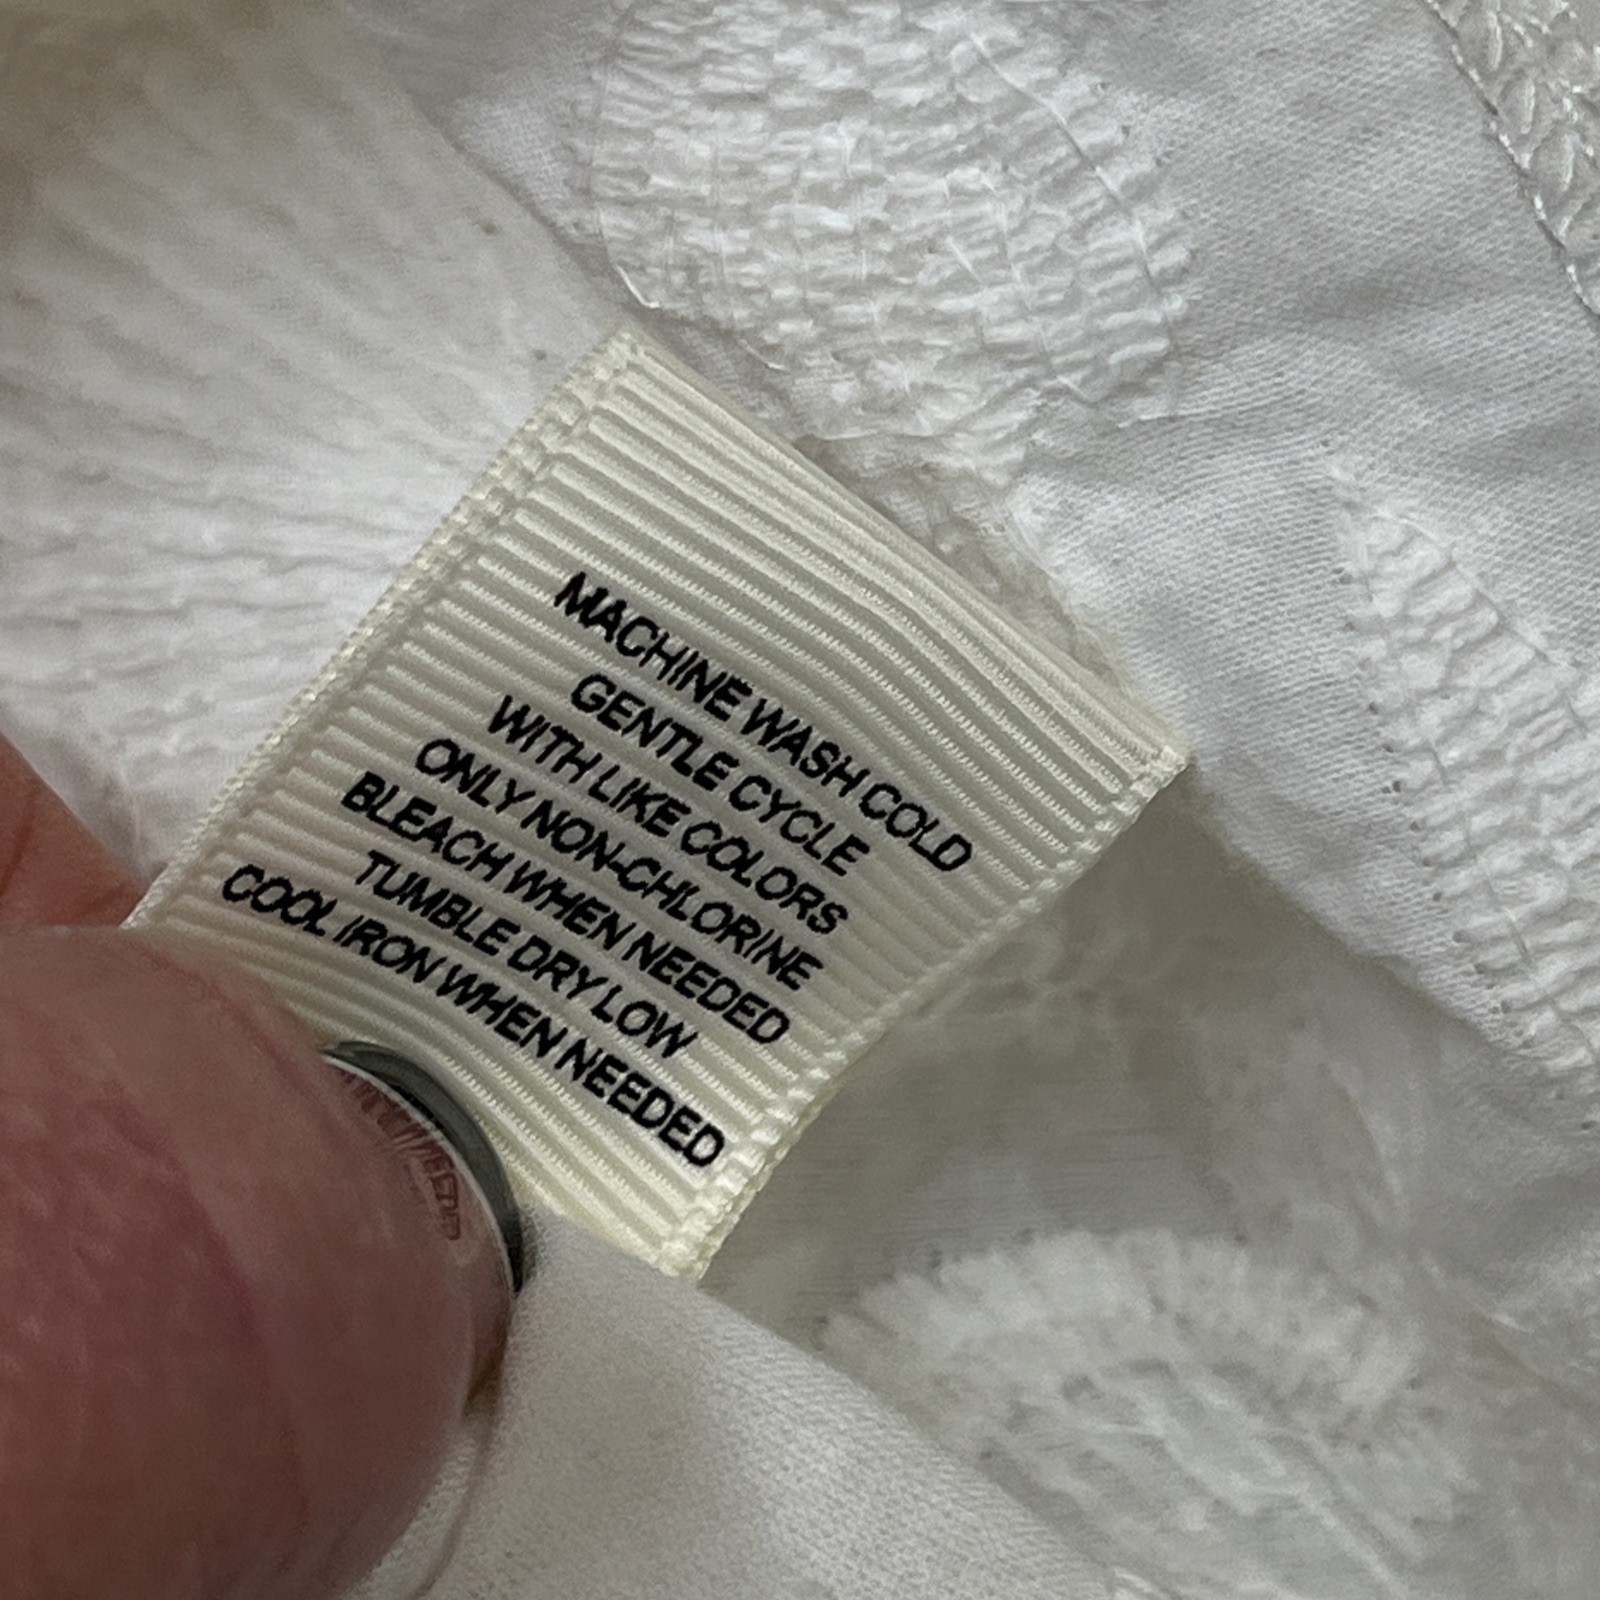 MACHINE WASH COLD
GENTLE CYCLE
WITH LIKE COLORS
ONLY NON-CHLORINE
BLEACH WHEN NEEDED
TUMBLE DRY LOW
COOL IRON WHEN NEEDED